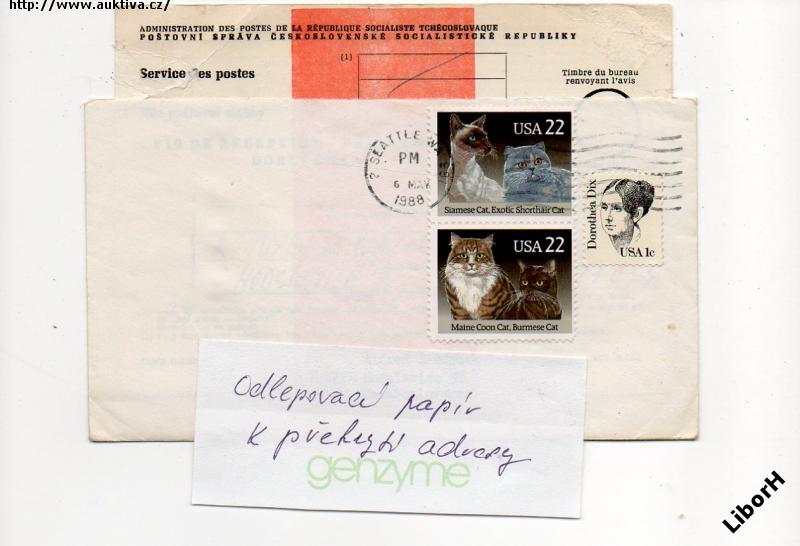 http://www.auktiva.cz/
ADMINISTRATION DES POSTES DE LA RÉPUBLIQUE SOCIALISTE TCHÉCOSLOVAQUE
POŠTOVNÍ SPRÁVA ČESKOSLOVENSKÉ SOCIALISTICKÉ REPUBLIKY
(1)
Service des postes
Timbre du bureau
renvoyant l'avis
SEATTLE WA
PM
6 MAY
1988
USA 22
Siamese Cat, Exotic Shorthair Cat
Dorothea Dix
USA 1c
USA 22
Maine Coon Cat, Burmese Cat
Odlepovací papír
k překrytí adresy
genzyme
LiborH